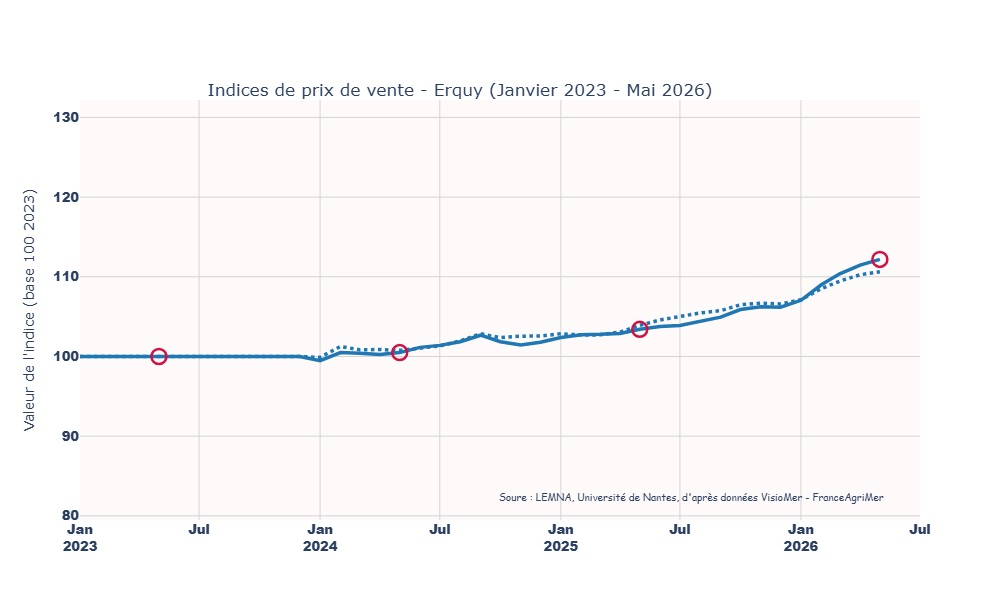 Indices de prix de vente - Erquy (Janvier 2023 - Mai 2026)
Valeur de l'indice (base 100 2023)
130
120
110
100
90
80
Soure : LEMNA, Université de Nantes, d'après données VisioMer - FranceAgriMer
Jan Jul Jan Jul Jan Jul Jan Jul
2023 2024 2025 2026